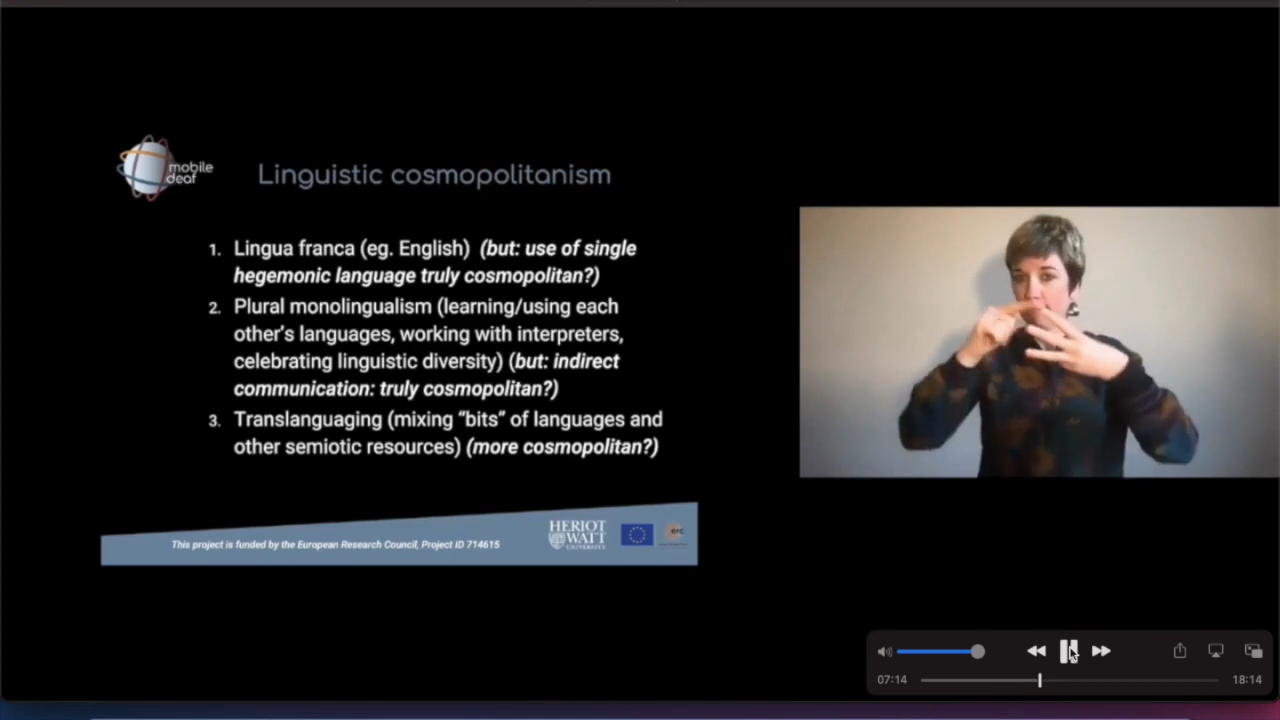 mobile
deaf
Linguistic cosmopolitanism
1. Lingua franca (eg. English) (but: use of single
hegemonic language truly cosmopolitan?)
2. Plural monolingualism (learning/using each
other's languages, working with interpreters,
celebrating linguistic diversity) (but: indirect
communication: truly cosmopolitan?)
3. Translanguaging (mixing “bits” of languages and
other semiotic resources) (more cosmopolitan?)
This project is funded by the European Research Council, Project ID 714615
HERIOT
WATT
UNIVERSITY
erc
07:14
18:14